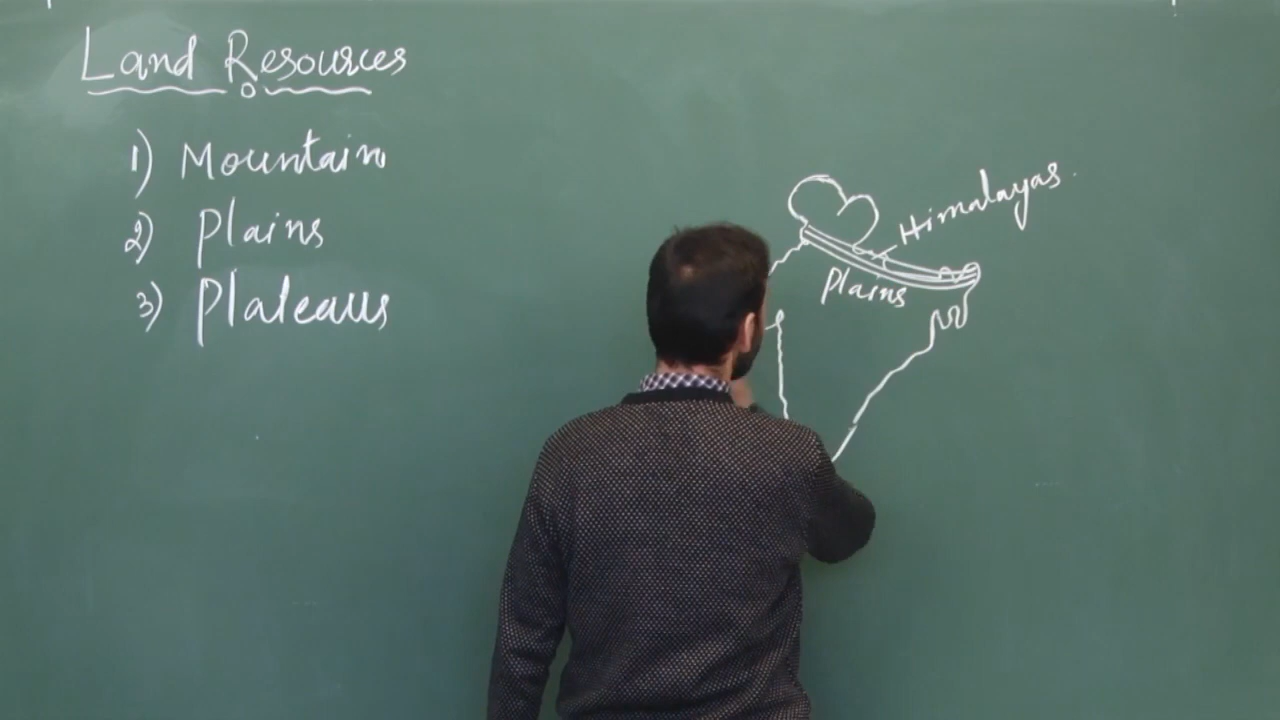 Land Resources
1) Mountain
2) Plains
3) Plateaus
Himalayas
Plains